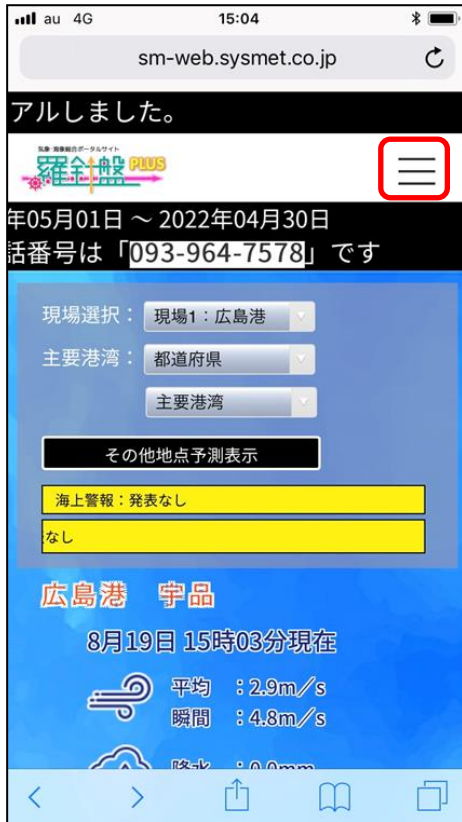 au 4G 15:04
sm-web.sysmet.co.jp
アルしました。
気象 海象総合ポータルサイト
羅針盤 PLUS
年05月01日 ～ 2022年04月30日
話番号は「093-964-7578」です
現場選択： 現場1：広島港
主要港湾： 都道府県
主要港湾
その他地点予測表示
海上警報：発表なし
なし
広島港 宇品
8月19日 15時03分現在
平均 ：2.9m／s
瞬間 ：4.8m／s
降水 ：0.0mm